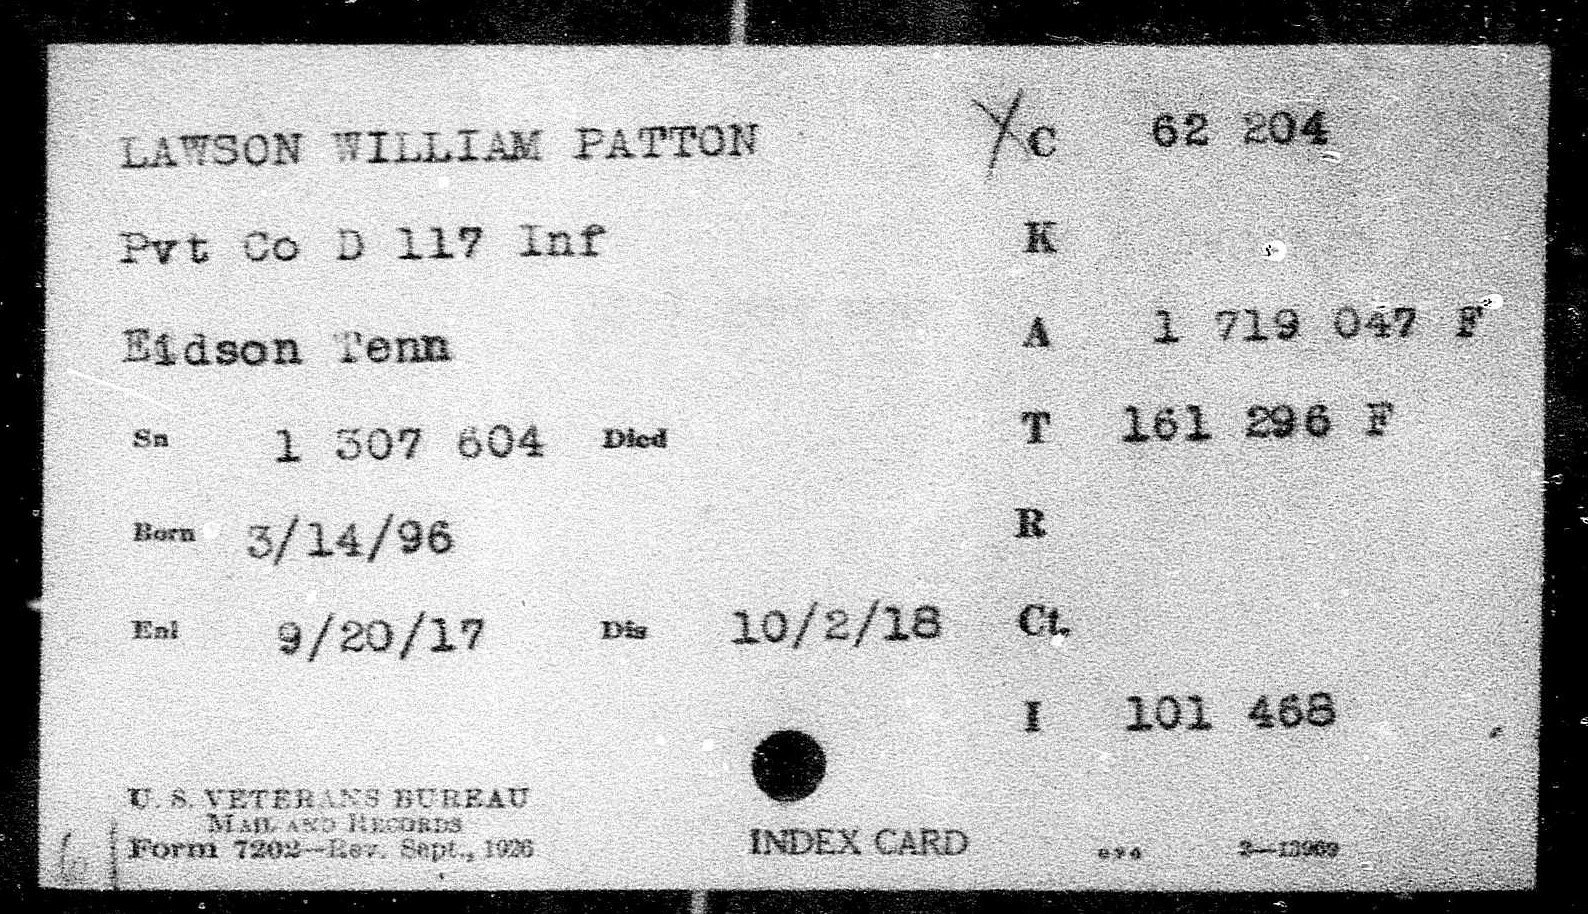 LAWSON WILLIAM PATTON
X C 62 204
Pvt Co D 117 Inf
K
Eidson Tenn
A 1 719 047 F
Sn 1 307 604 Died
T 161 296 F
Born 3/14/96
R
Enl 9/20/17 Dis 10/2/18
Ct.
I 101 468
U. S. VETERANS BUREAU
MAIL AND RECORDS
Form 7202—Rev. Sept., 1926
INDEX CARD
2—13969